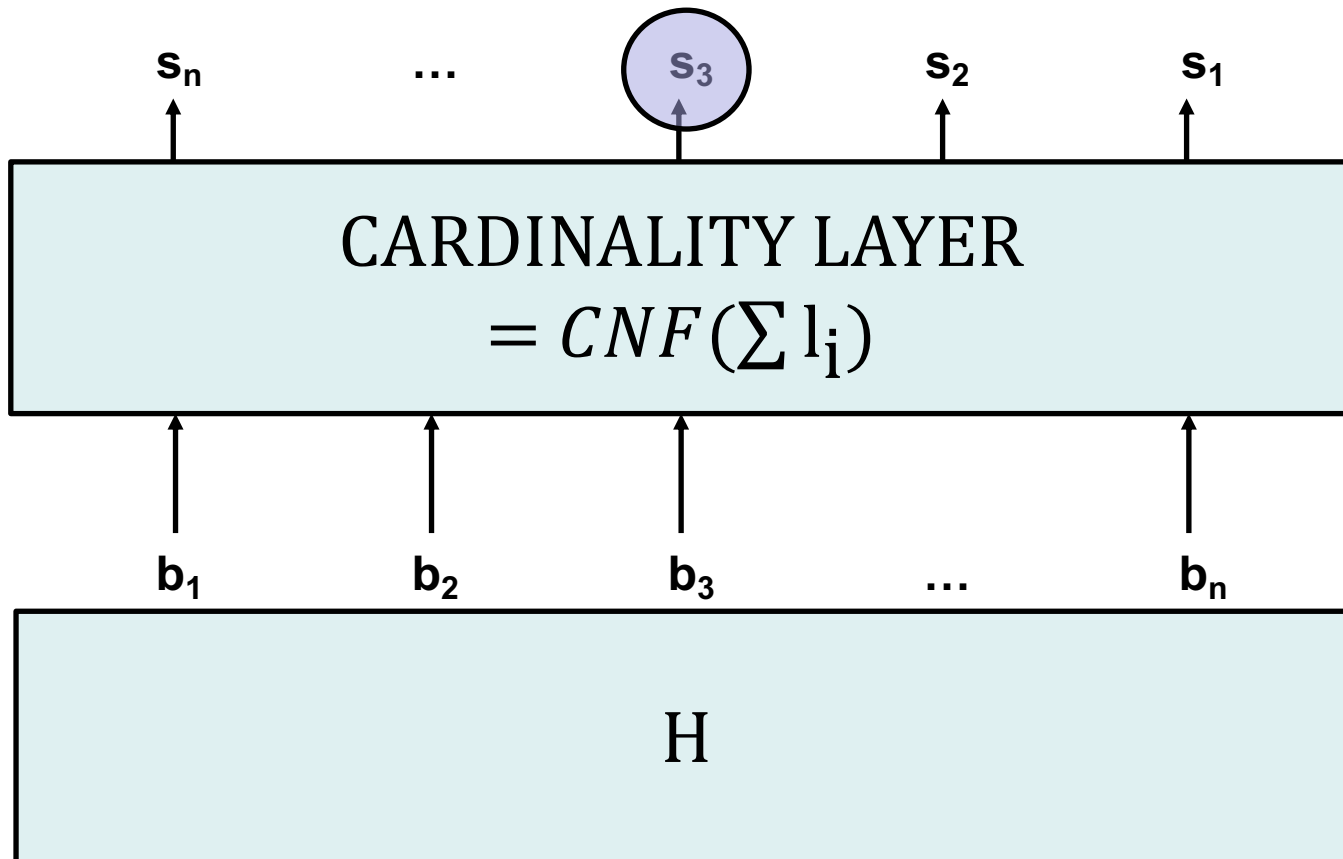 sₙ … s₃ s₂ s₁
CARDINALITY LAYER
= CNF(∑ lᵢ)
b₁ b₂ b₃ … bₙ
H